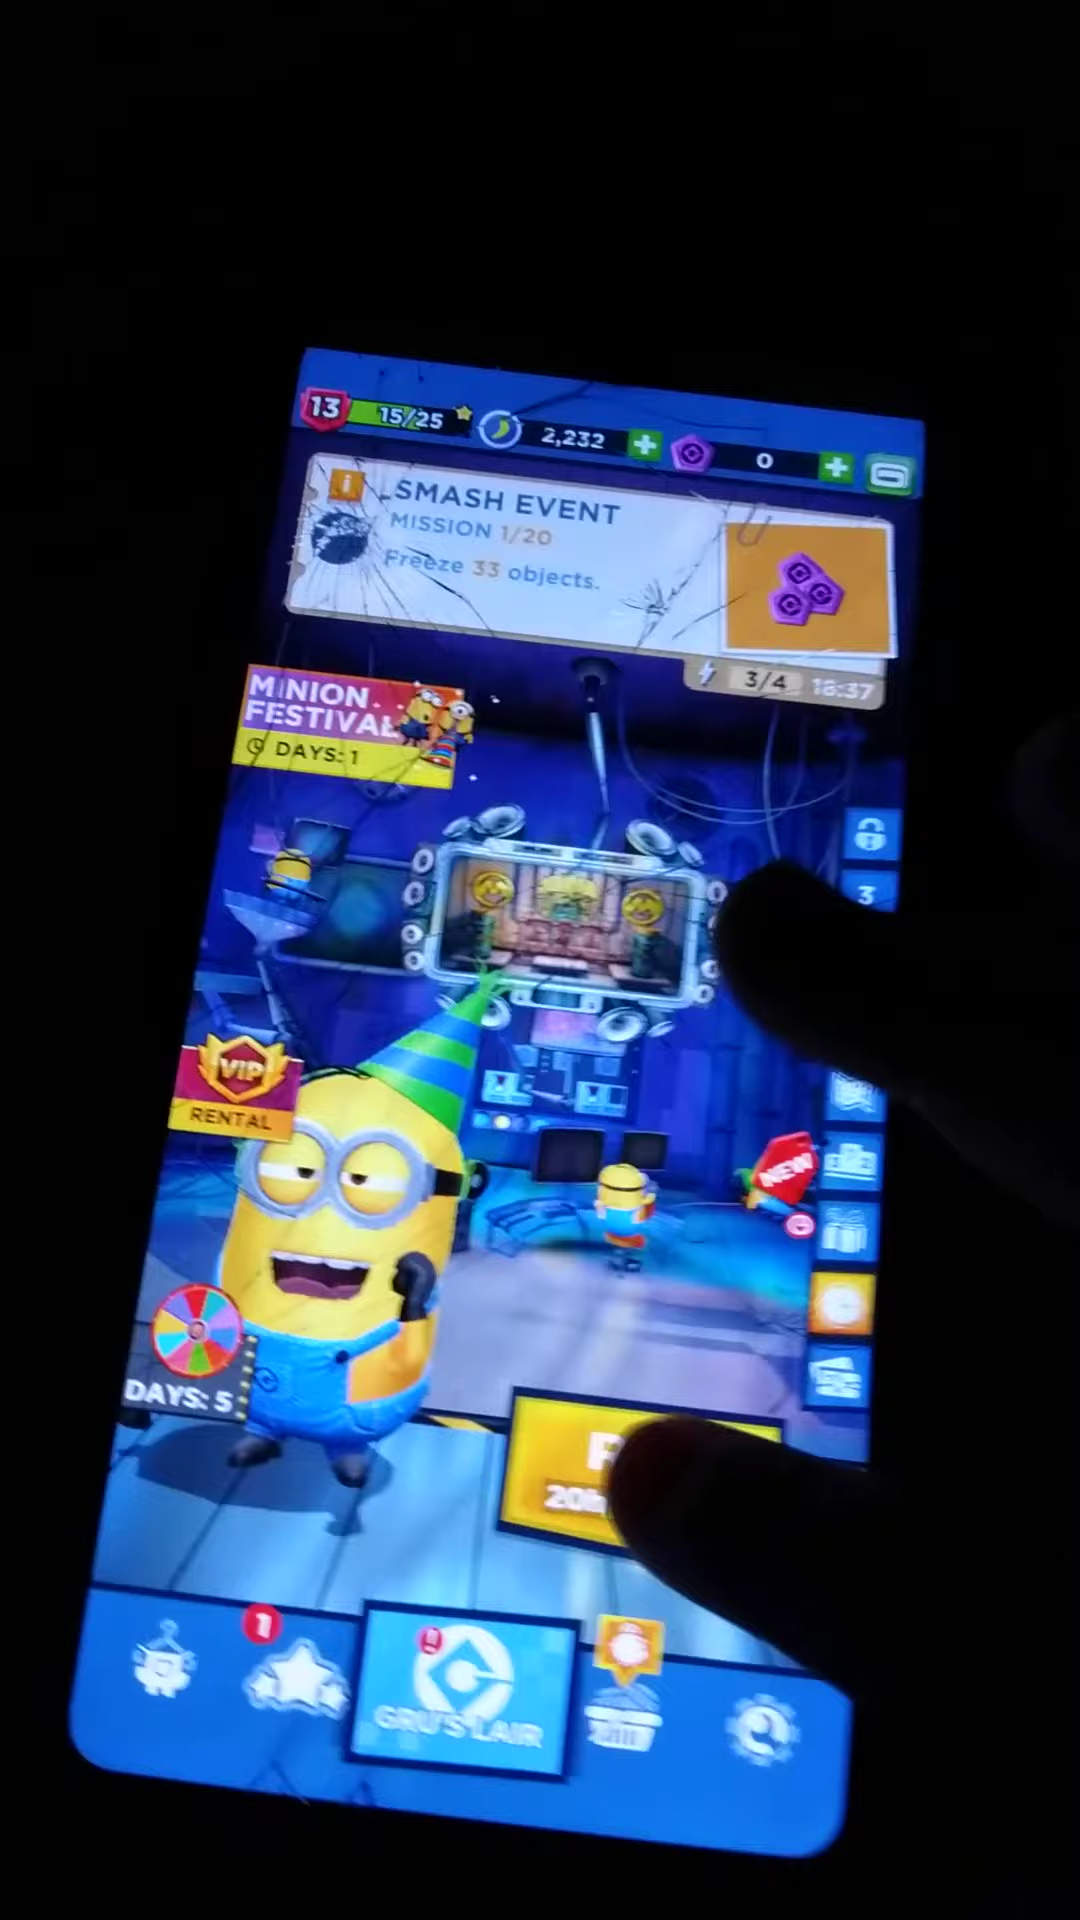 13 15/25 2,232 0
SMASH EVENT
MISSION 1/20
Freeze 33 objects.
3/4 18:37
MINION
FESTIVAL
DAYS: 1
3
VIP
RENTAL
NEW
DAYS: 5
1
GRU'S LAIR